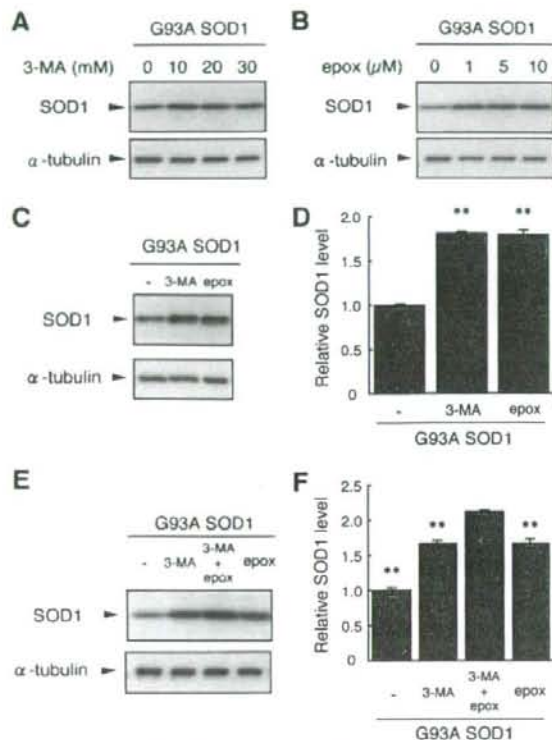 A
G93A SOD1
3-MA (mM) 0 10 20 30
SOD1
α-tubulin
B
G93A SOD1
epox (µM) 0 1 5 10
SOD1
α-tubulin
C
G93A SOD1
- 3-MA epox
SOD1
α-tubulin
D
Relative SOD1 level
2.0
1.5
1.0
0.5
0
** **
- 3-MA epox
G93A SOD1
E
G93A SOD1
- 3-MA 3-MA + epox epox
SOD1
α-tubulin
F
Relative SOD1 level
2.5
2.0
1.5
1.0
0.5
0
** ** **
- 3-MA 3-MA + epox epox
G93A SOD1